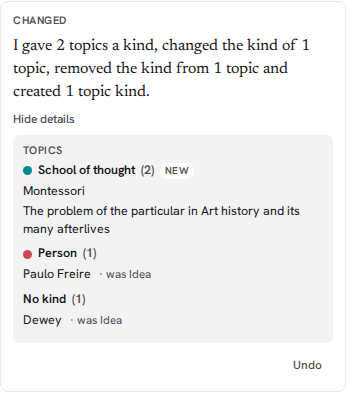 CHANGED
I gave 2 topics a kind, changed the kind of 1
topic, removed the kind from 1 topic and
created 1 topic kind.
Hide details
TOPICS
School of thought (2) NEW
Montessori
The problem of the particular in Art history and its
many afterlives
Person (1)
Paulo Freire · was Idea
No kind (1)
Dewey · was Idea
Undo